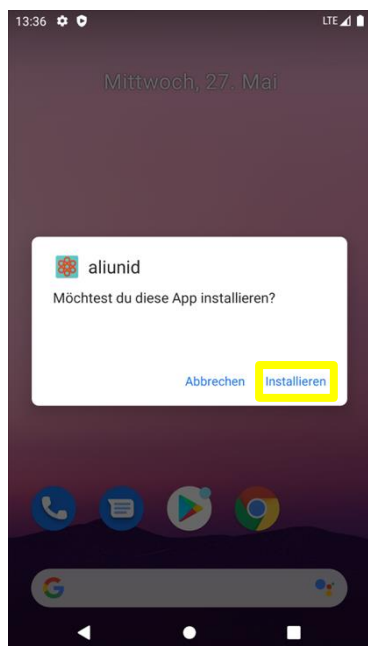 13:36 LTE
Mittwoch, 27. Mai
aliunid
Möchtest du diese App installieren?
Abbrechen Installieren